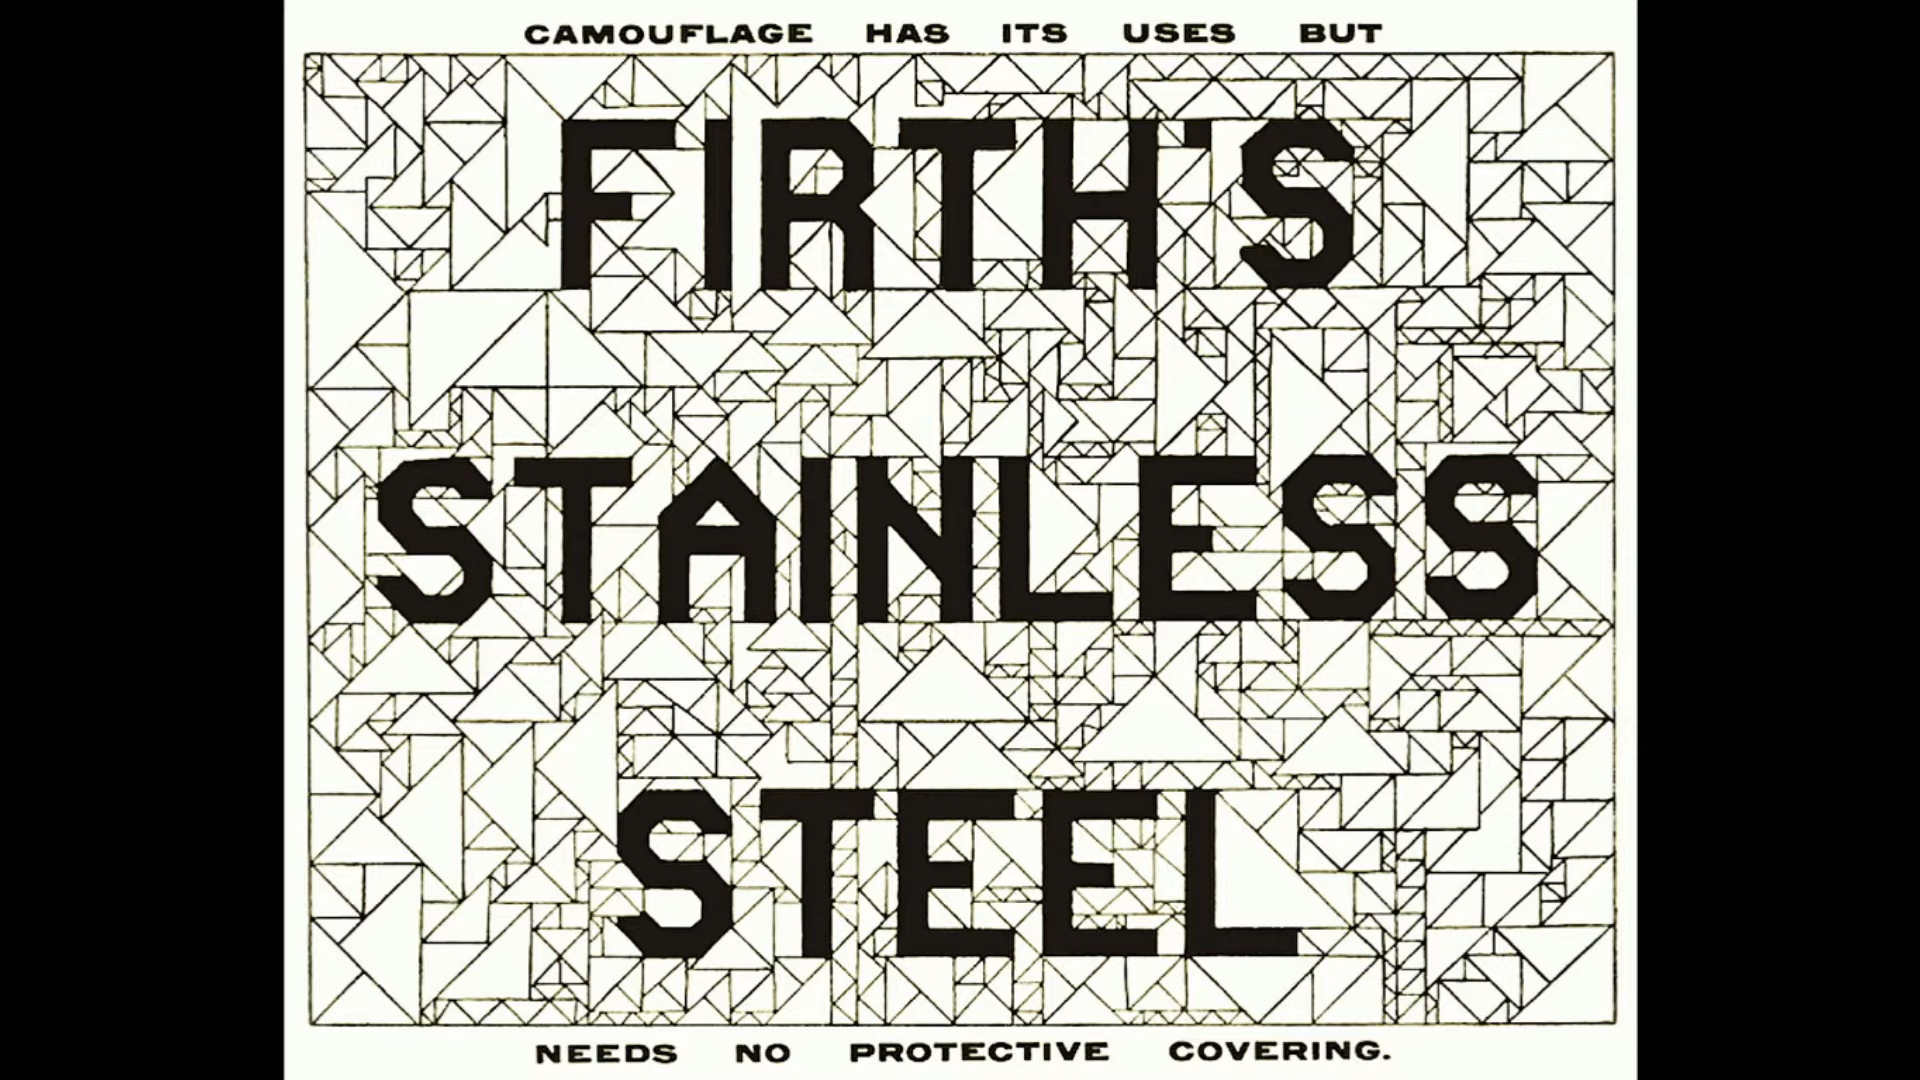 CAMOUFLAGE HAS ITS USES BUT
FIRTH'S
STAINLESS
STEEL
NEEDS NO PROTECTIVE COVERING.